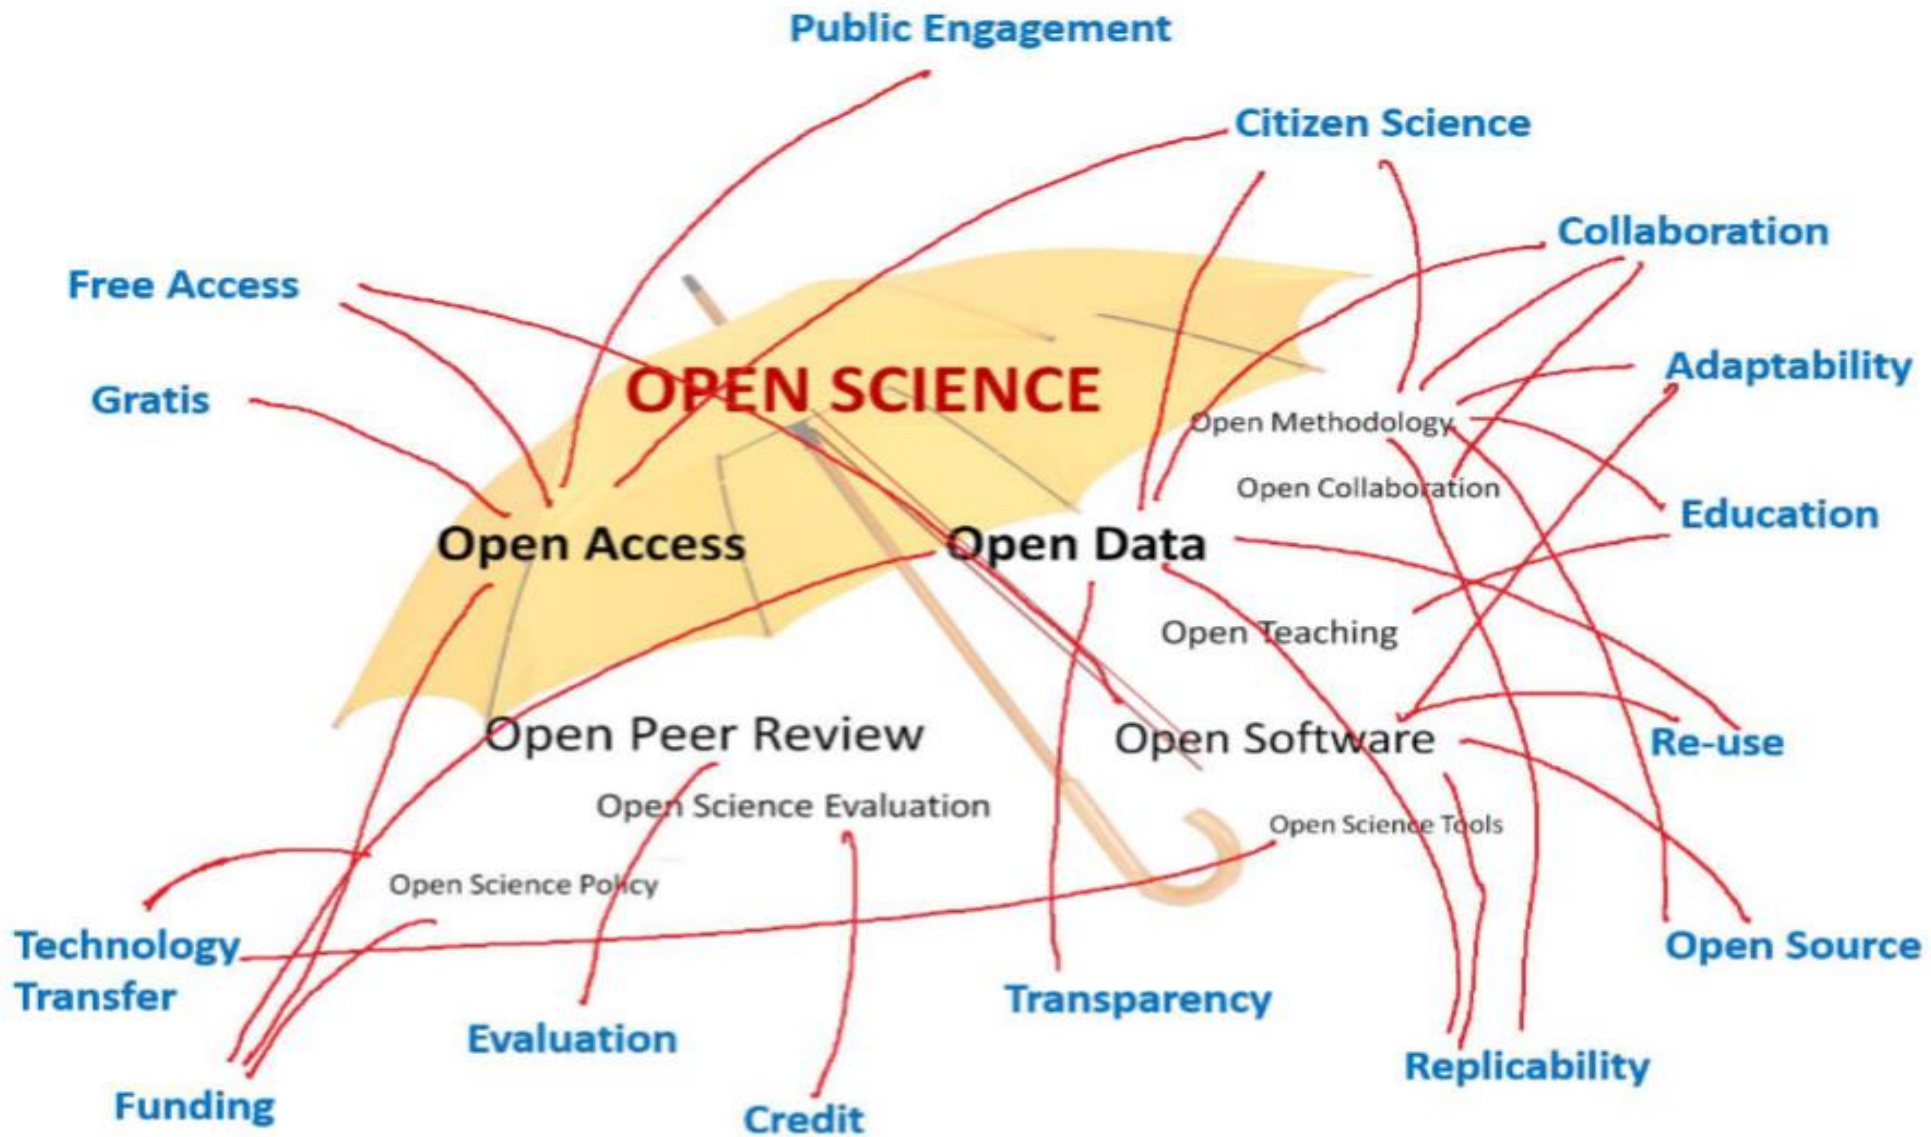 Public Engagement
Citizen Science
Collaboration
Free Access
Adaptability
OPEN SCIENCE
Gratis
Open Methodology
Open Collaboration
Education
Open Access
Open Data
Open Teaching
Open Peer Review
Open Software
Re-use
Open Science Evaluation
Open Science Tools
Open Science Policy
Technology
Transfer
Open Source
Transparency
Evaluation
Replicability
Funding
Credit